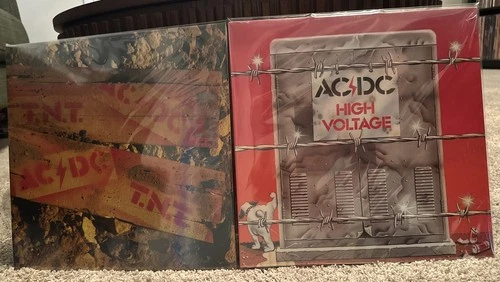 T.N.T.
AC/DC
T.N.T.
AC/DC
HIGH
VOLTAGE